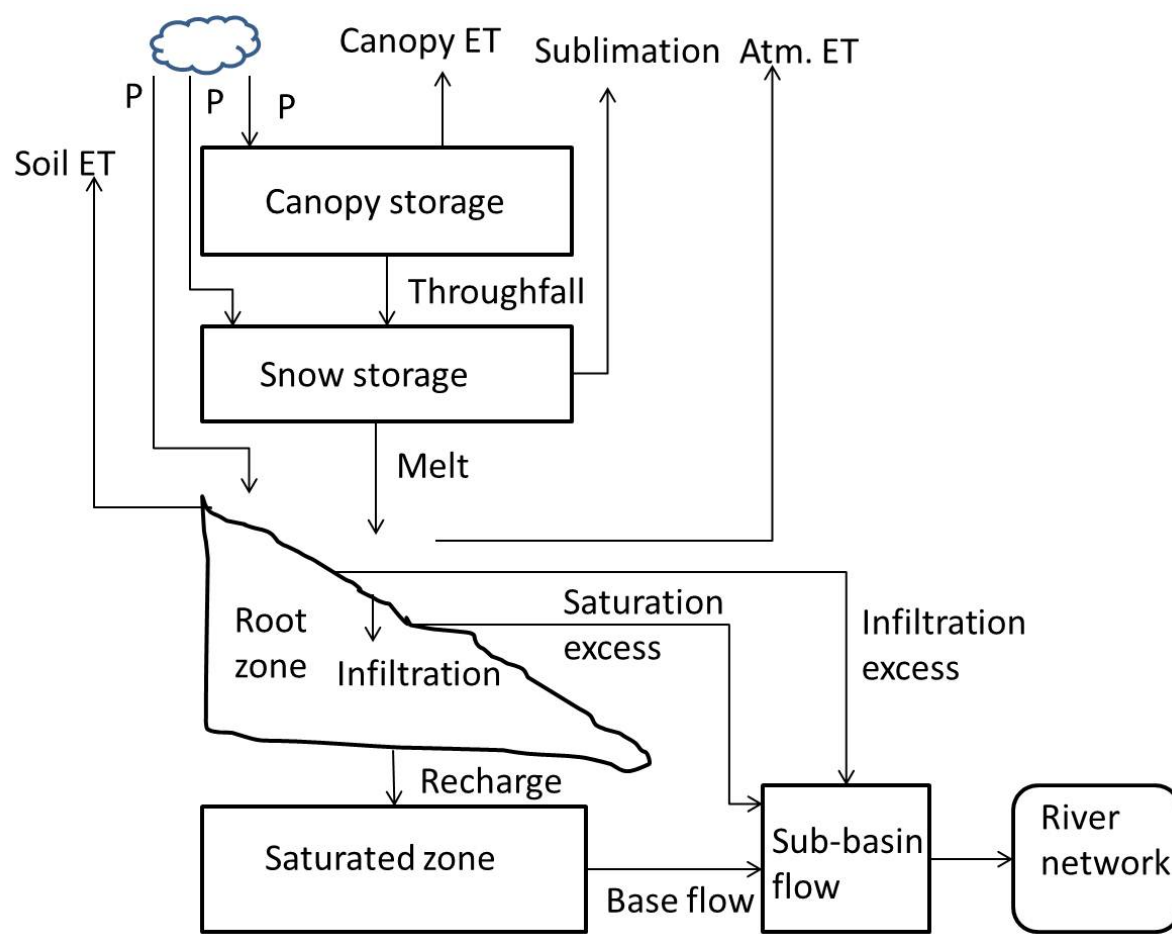 Canopy ET
Sublimation
Atm. ET
P
P
P
Soil ET
Canopy storage
Throughfall
Snow storage
Melt
Saturation
excess
Infiltration
excess
Root
zone
Infiltration
Recharge
Saturated zone
Base flow
Sub-basin
flow
River
network